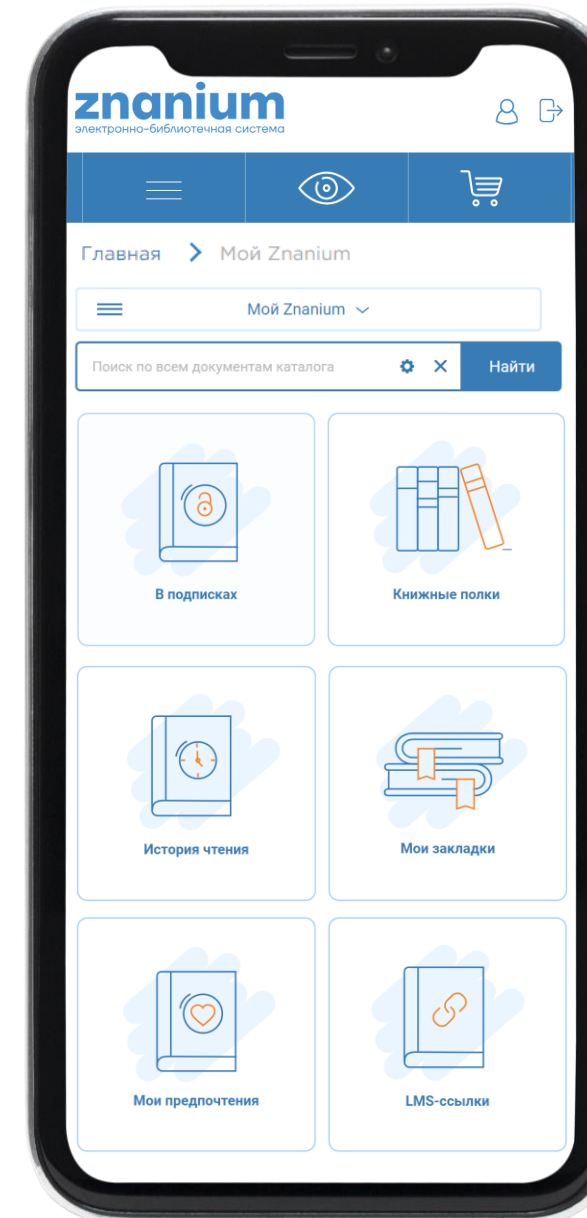 znanium
электронно-библиотечная система
Главная > Мой Znanium
Мой Znanium
Поиск по всем документам каталога
Найти
В подписках
Книжные полки
История чтения
Мои закладки
Мои предпочтения
LMS-ссылки